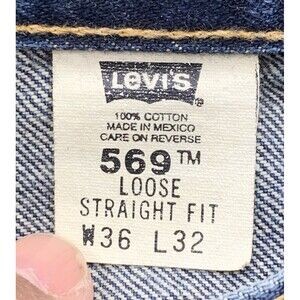 LEVI'S ®
100% COTTON
MADE IN MEXICO
CARE ON REVERSE
569™
LOOSE
STRAIGHT FIT
W36 L32